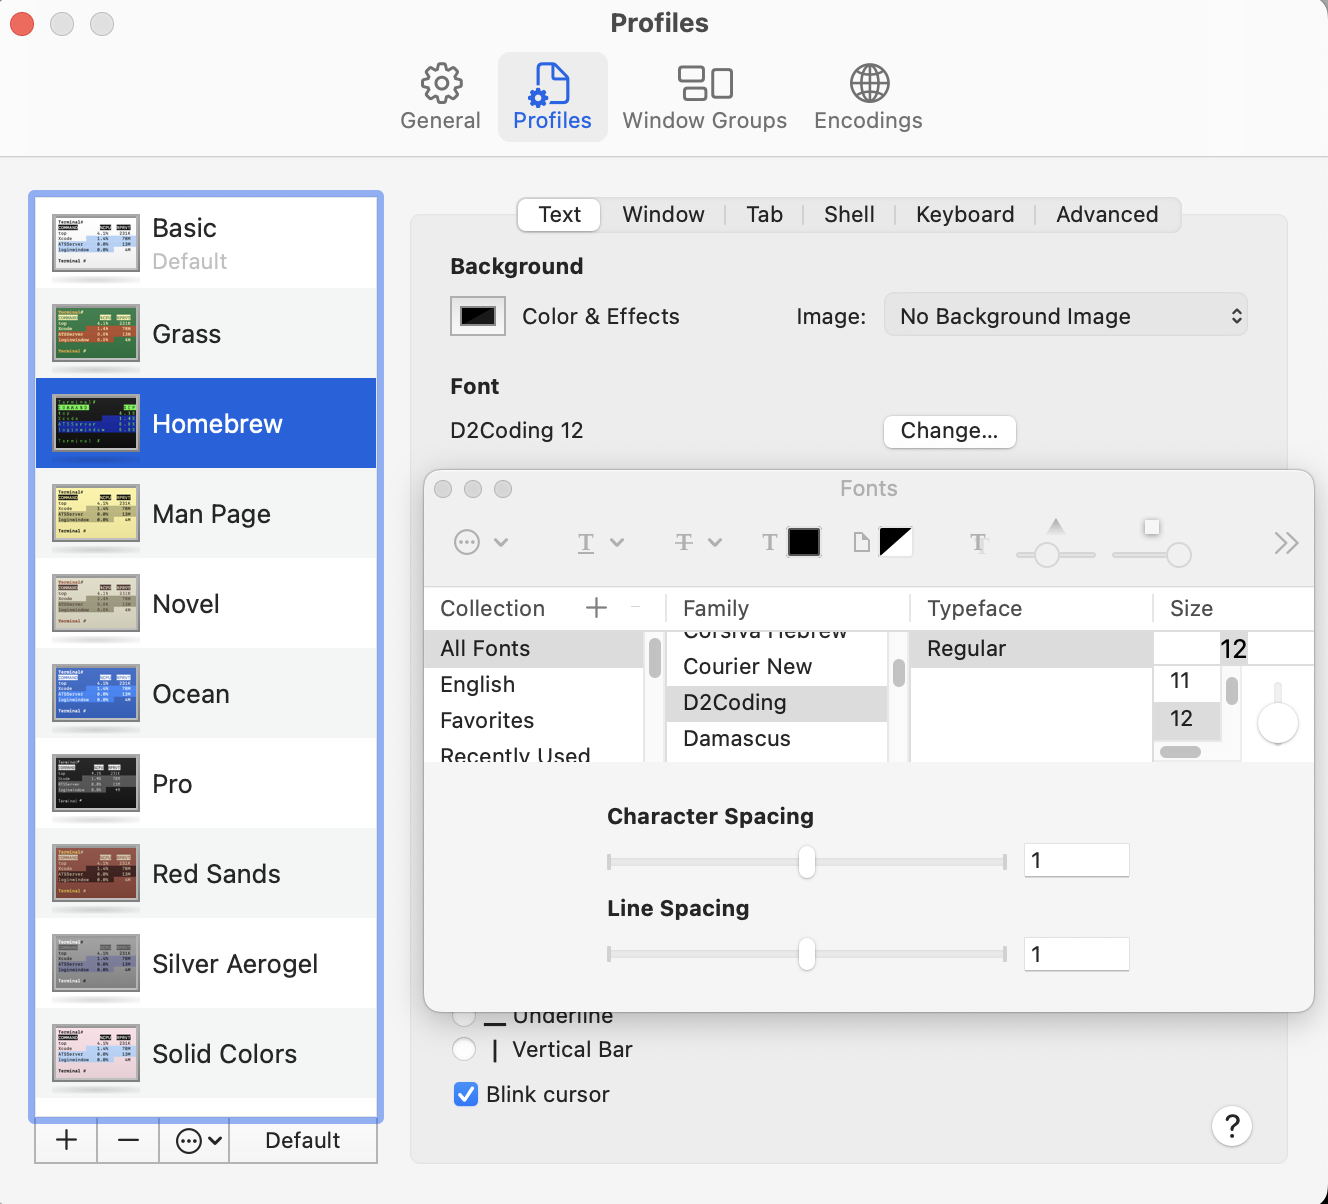 Profiles
General
Profiles
Window Groups
Encodings
Basic
Default
Grass
Homebrew
Man Page
Novel
Ocean
Pro
Red Sands
Silver Aerogel
Solid Colors
Default
Text
Window
Tab
Shell
Keyboard
Advanced
Background
Color & Effects
Image:
No Background Image
Font
D2Coding 12
Change...
Fonts
Collection
Family
Typeface
Size
All Fonts
English
Favorites
Recently Used
Corsiva Hebrew
Courier New
D2Coding
Damascus
Regular
12
11
12
Character Spacing
1
Line Spacing
1
Underline
Vertical Bar
Blink cursor
?